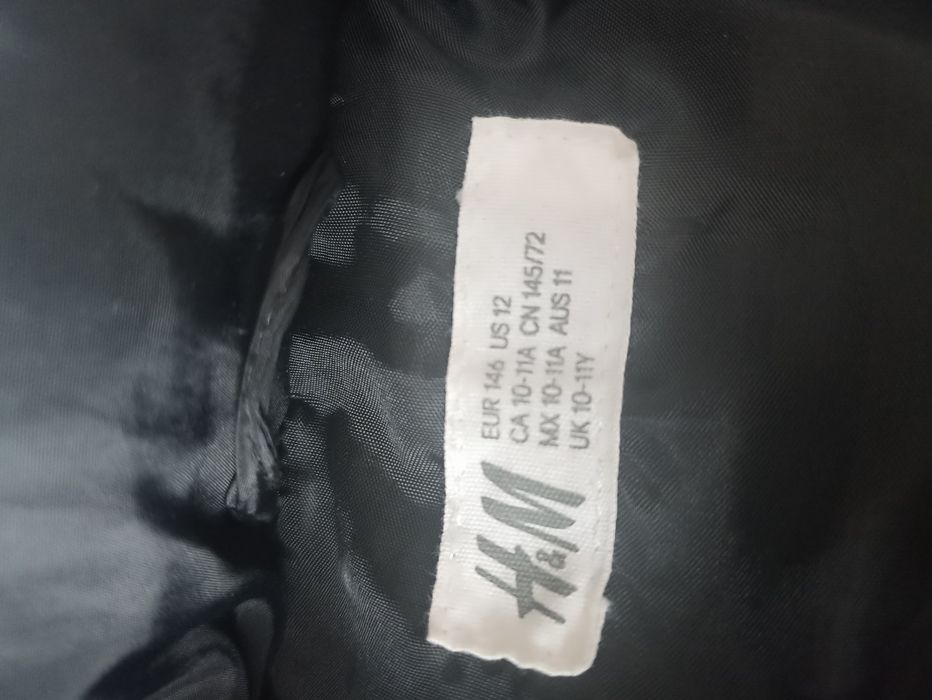 H&M
EUR 146 US 12
CA 10-11A CN 145/72
MX 10-11A AUS 11
UK 10-11Y